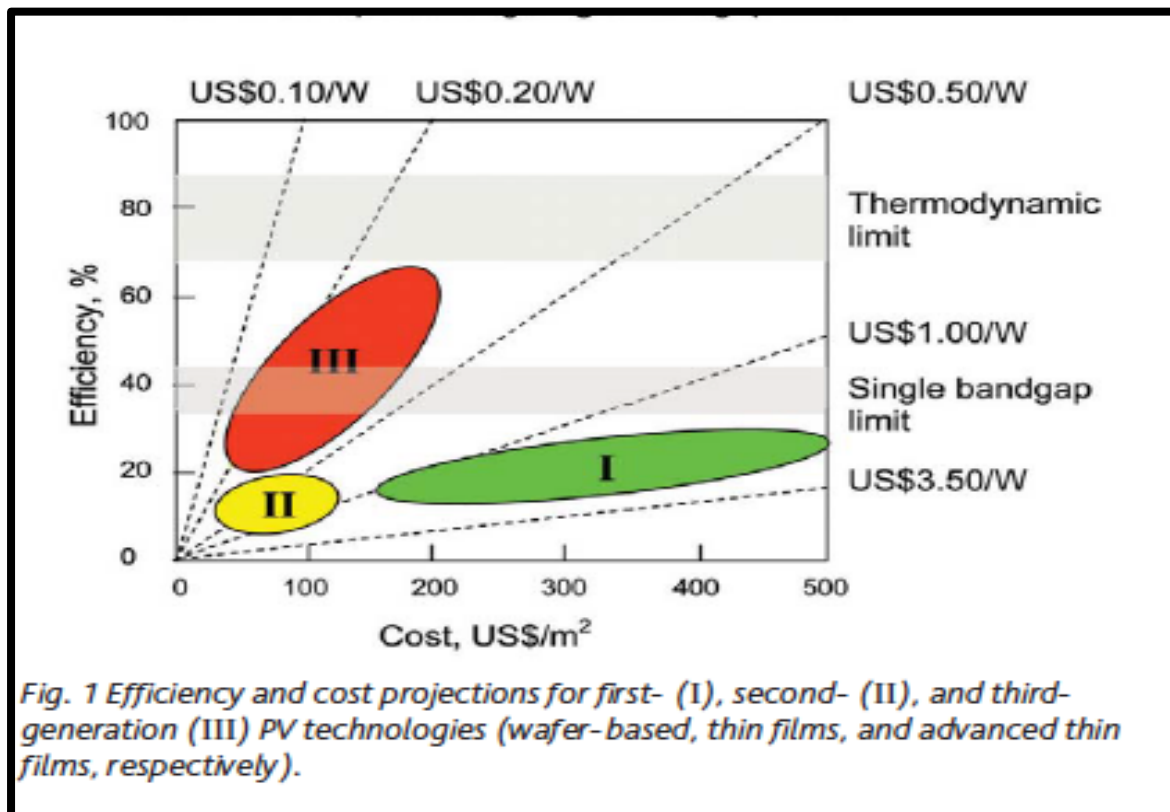 US$0.10/W US$0.20/W US$0.50/W
100
80
Thermodynamic
limit
60
Efficiency, %
III
US$1.00/W
40
Single bandgap
limit
20
I
US$3.50/W
II
0
0 100 200 300 400 500
Cost, US$/m²
Fig. 1 Efficiency and cost projections for first- (I), second- (II), and third-
generation (III) PV technologies (wafer-based, thin films, and advanced thin
films, respectively).